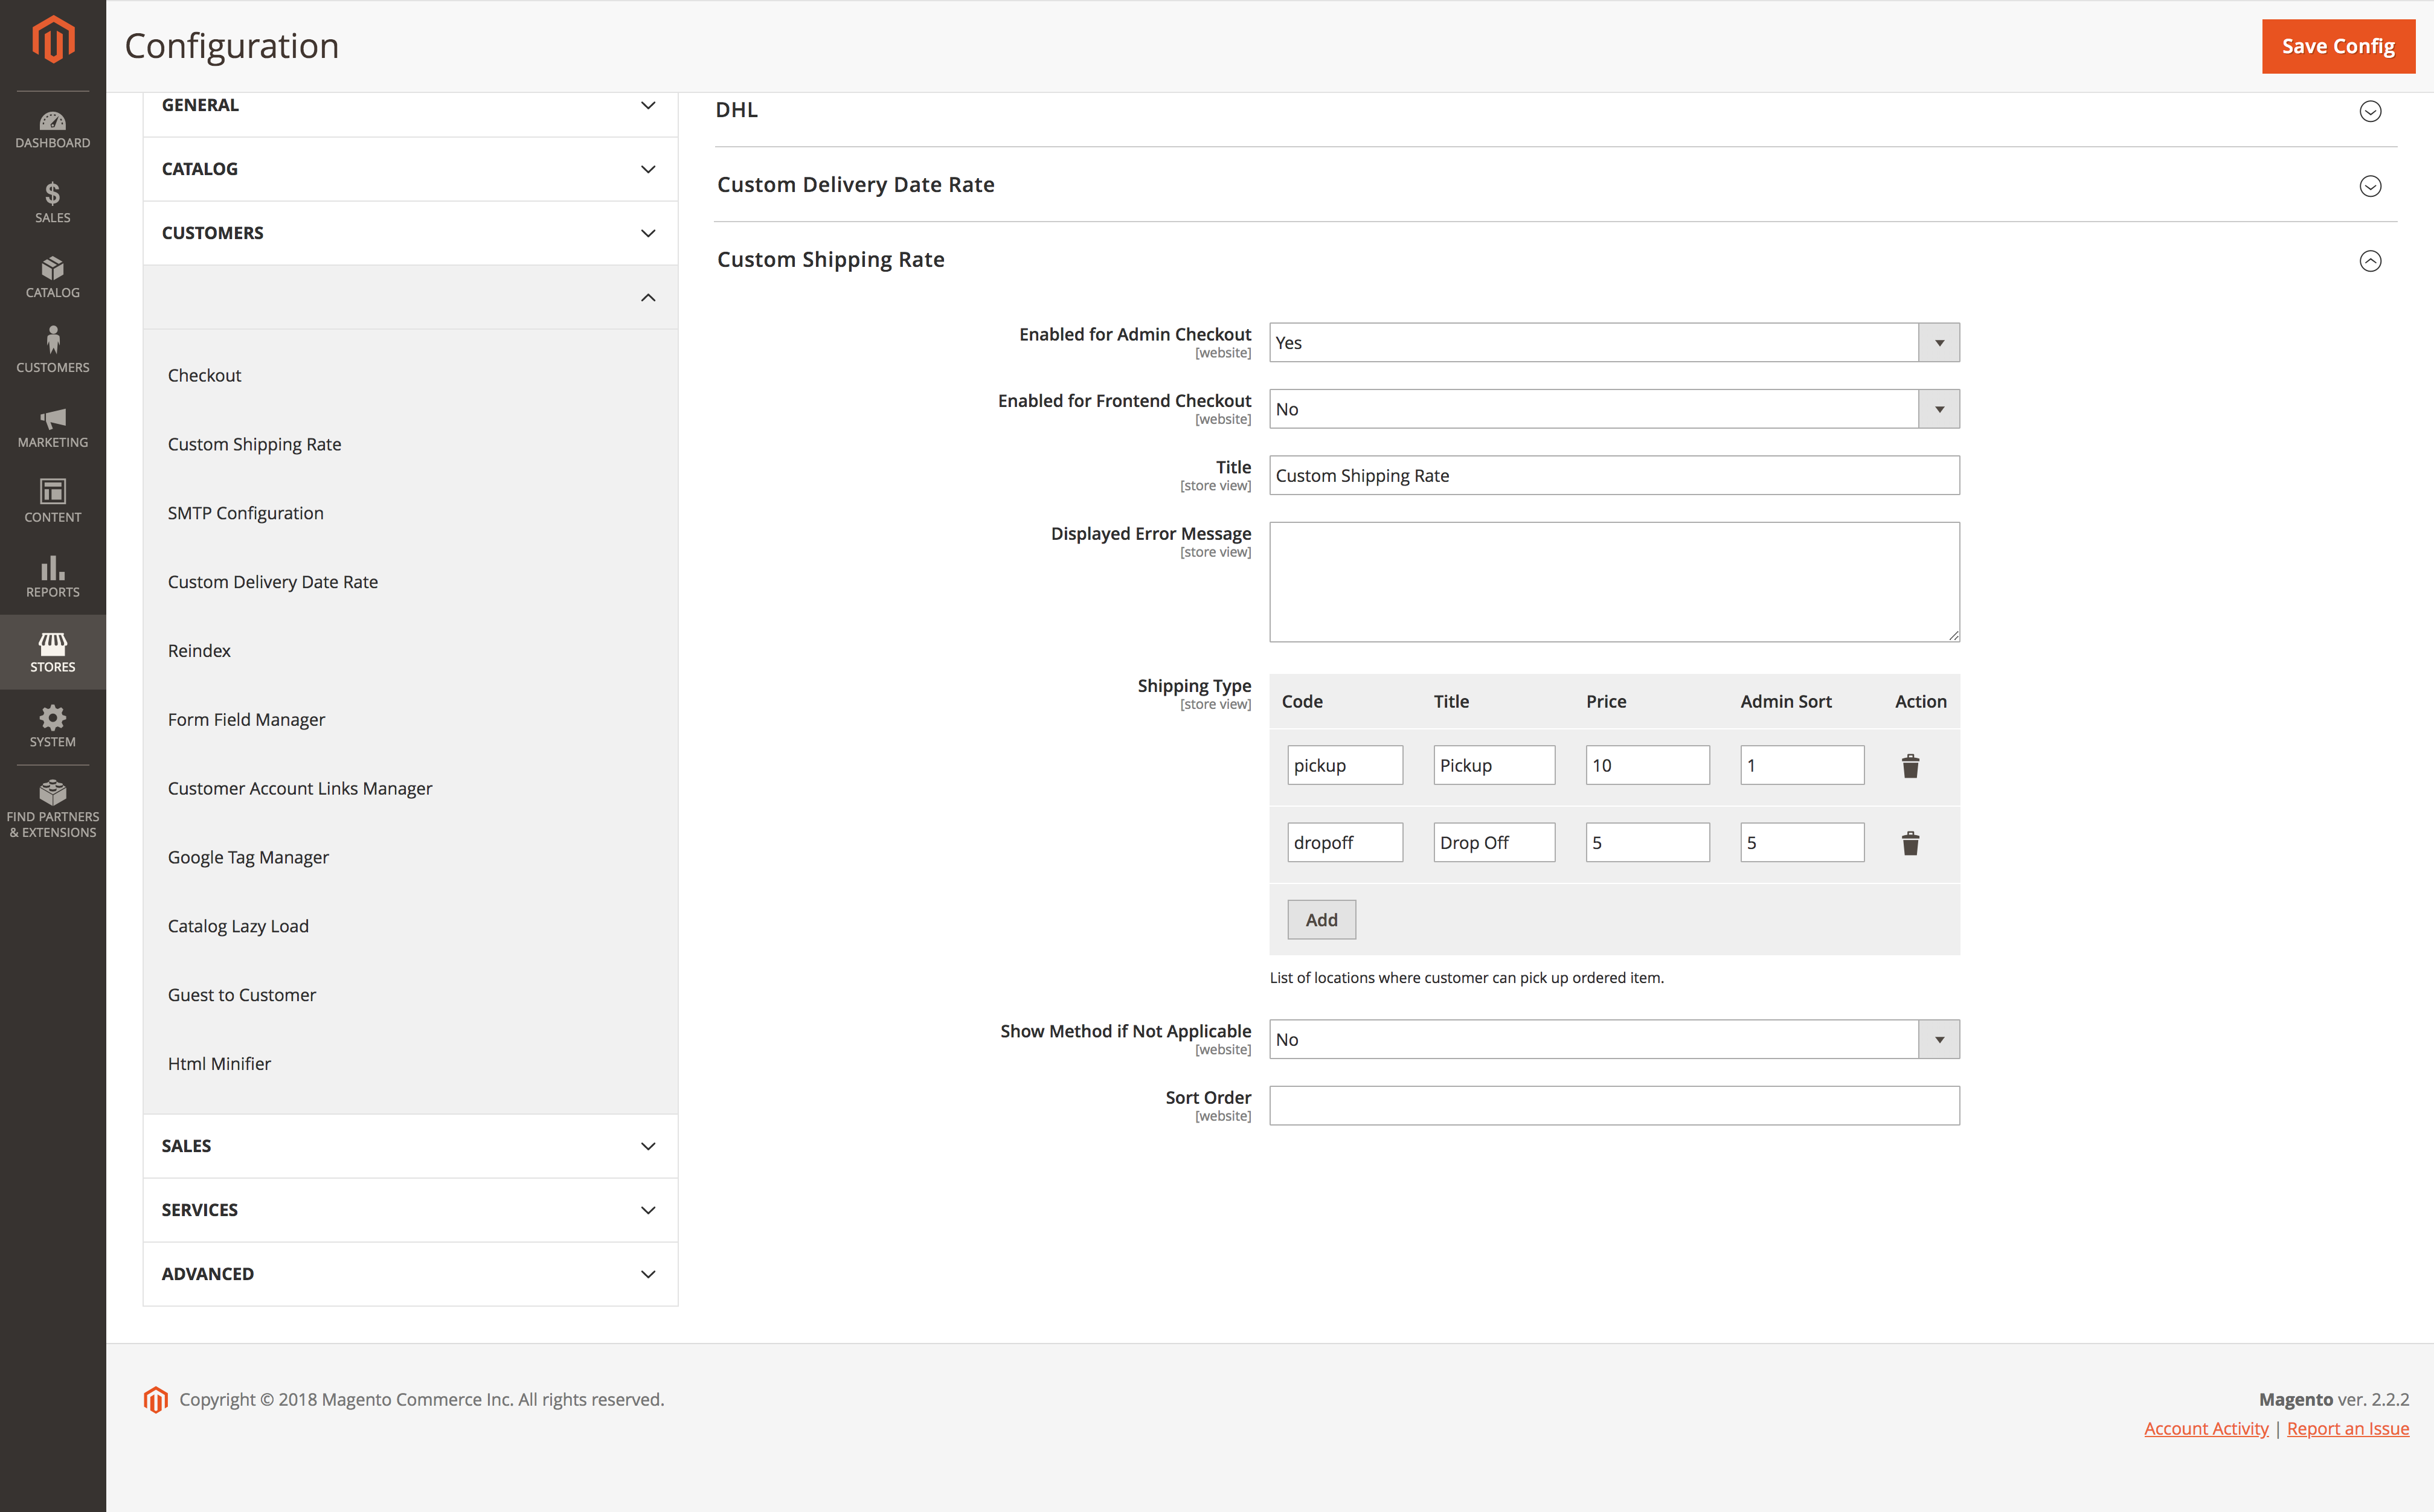 Configuration
Save Config
DASHBOARD
SALES
CATALOG
CUSTOMERS
MARKETING
CONTENT
REPORTS
STORES
SYSTEM
FIND PARTNERS
& EXTENSIONS
GENERAL
CATALOG
CUSTOMERS
Checkout
Custom Shipping Rate
SMTP Configuration
Custom Delivery Date Rate
Reindex
Form Field Manager
Customer Account Links Manager
Google Tag Manager
Catalog Lazy Load
Guest to Customer
Html Minifier
SALES
SERVICES
ADVANCED
DHL
Custom Delivery Date Rate
Custom Shipping Rate
Enabled for Admin Checkout Yes
[website]
Enabled for Frontend Checkout No
[website]
Title Custom Shipping Rate
[store view]
Displayed Error Message
[store view]
Shipping Type
[store view]
Code Title Price Admin Sort Action
pickup Pickup 10 1
dropoff Drop Off 5 5
Add
List of locations where customer can pick up ordered item.
Show Method if Not Applicable No
[website]
Sort Order
[website]
Copyright © 2018 Magento Commerce Inc. All rights reserved.
Magento ver. 2.2.2
Account Activity | Report an Issue